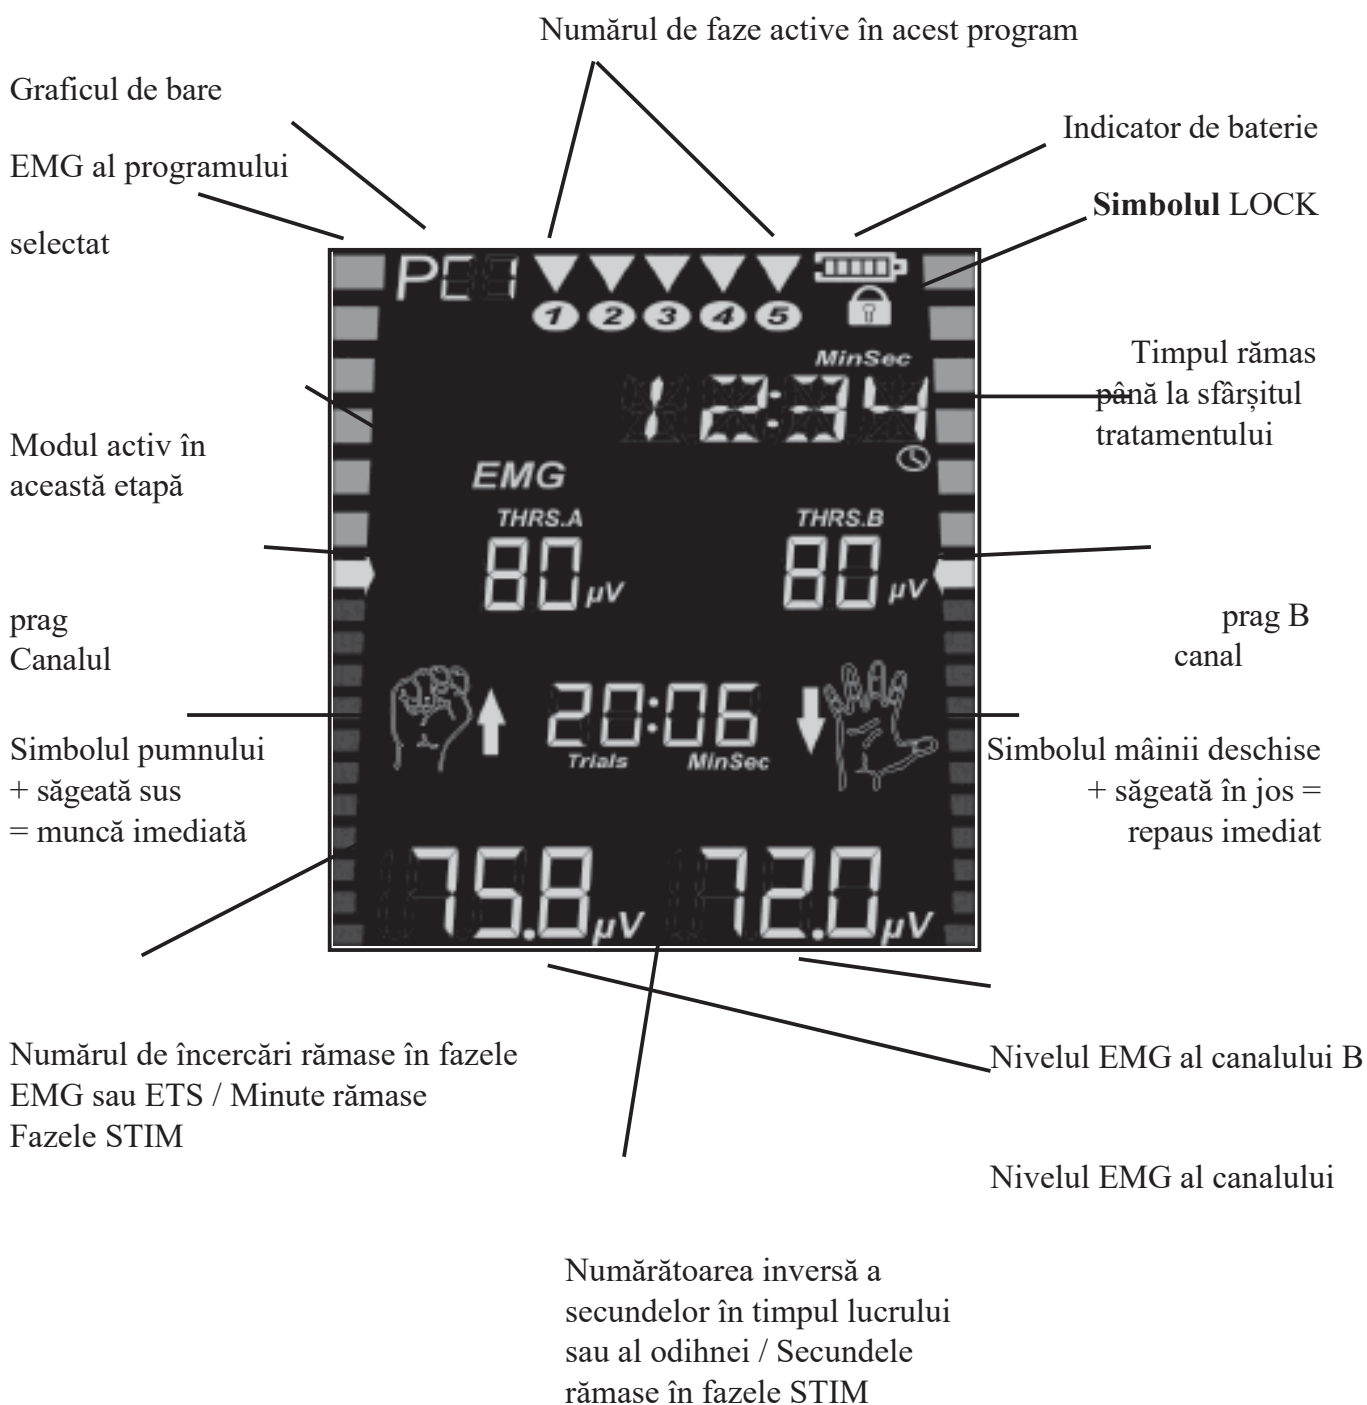 Numărul de faze active în acest program
Graficul de bare
EMG al programului
selectat
Indicator de baterie
Simbolul LOCK
PC1
1 2 3 4 5
MinSec
12:34
Timpul rămas
până la sfârșitul
tratamentului
Modul activ în
această etapă
EMG
THRS.A
80 µV
THRS.B
80 µV
prag
Canalul
prag B
canal
20:06
Trials MinSec
Simbolul pumnului
+ săgeată sus
= muncă imediată
Simbolul mâinii deschise
+ săgeată în jos =
repaus imediat
75.8 µV
72.0 µV
Numărul de încercări rămase în fazele
EMG sau ETS / Minute rămase
Fazele STIM
Nivelul EMG al canalului B
Nivelul EMG al canalului
Numărătoarea inversă a
secundelor în timpul lucrului
sau al odihnei / Secundele
rămase în fazele STIM